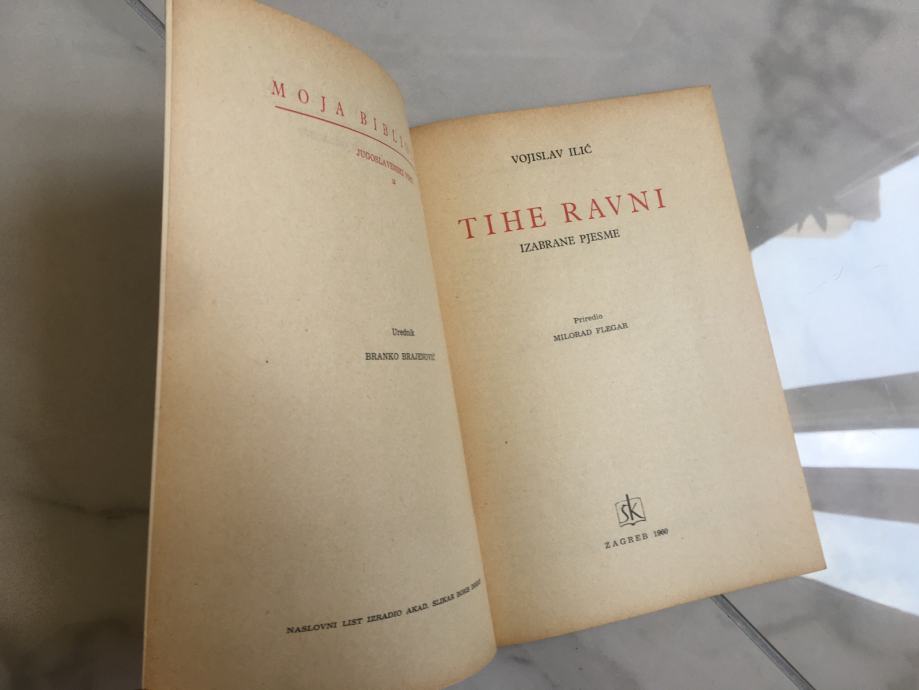 MOJA
JUGOSLAVENSKI
Urednik
BRANKO BRAJENOVIĆ
NASLOVNI LIST IZRADIO AKAD. SLIKAR
VOJISLAV ILIĆ
TIHE RAVNI
IZABRANE PJESME
Priredio
MILORAD FLEGAR
sk
ZAGREB 1960